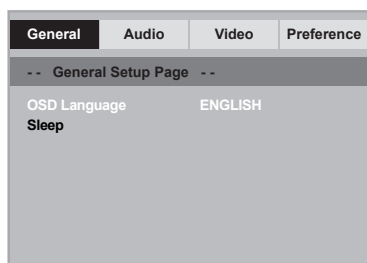 General Audio Video Preference
- - General Setup Page - -
OSD Language ENGLISH
Sleep